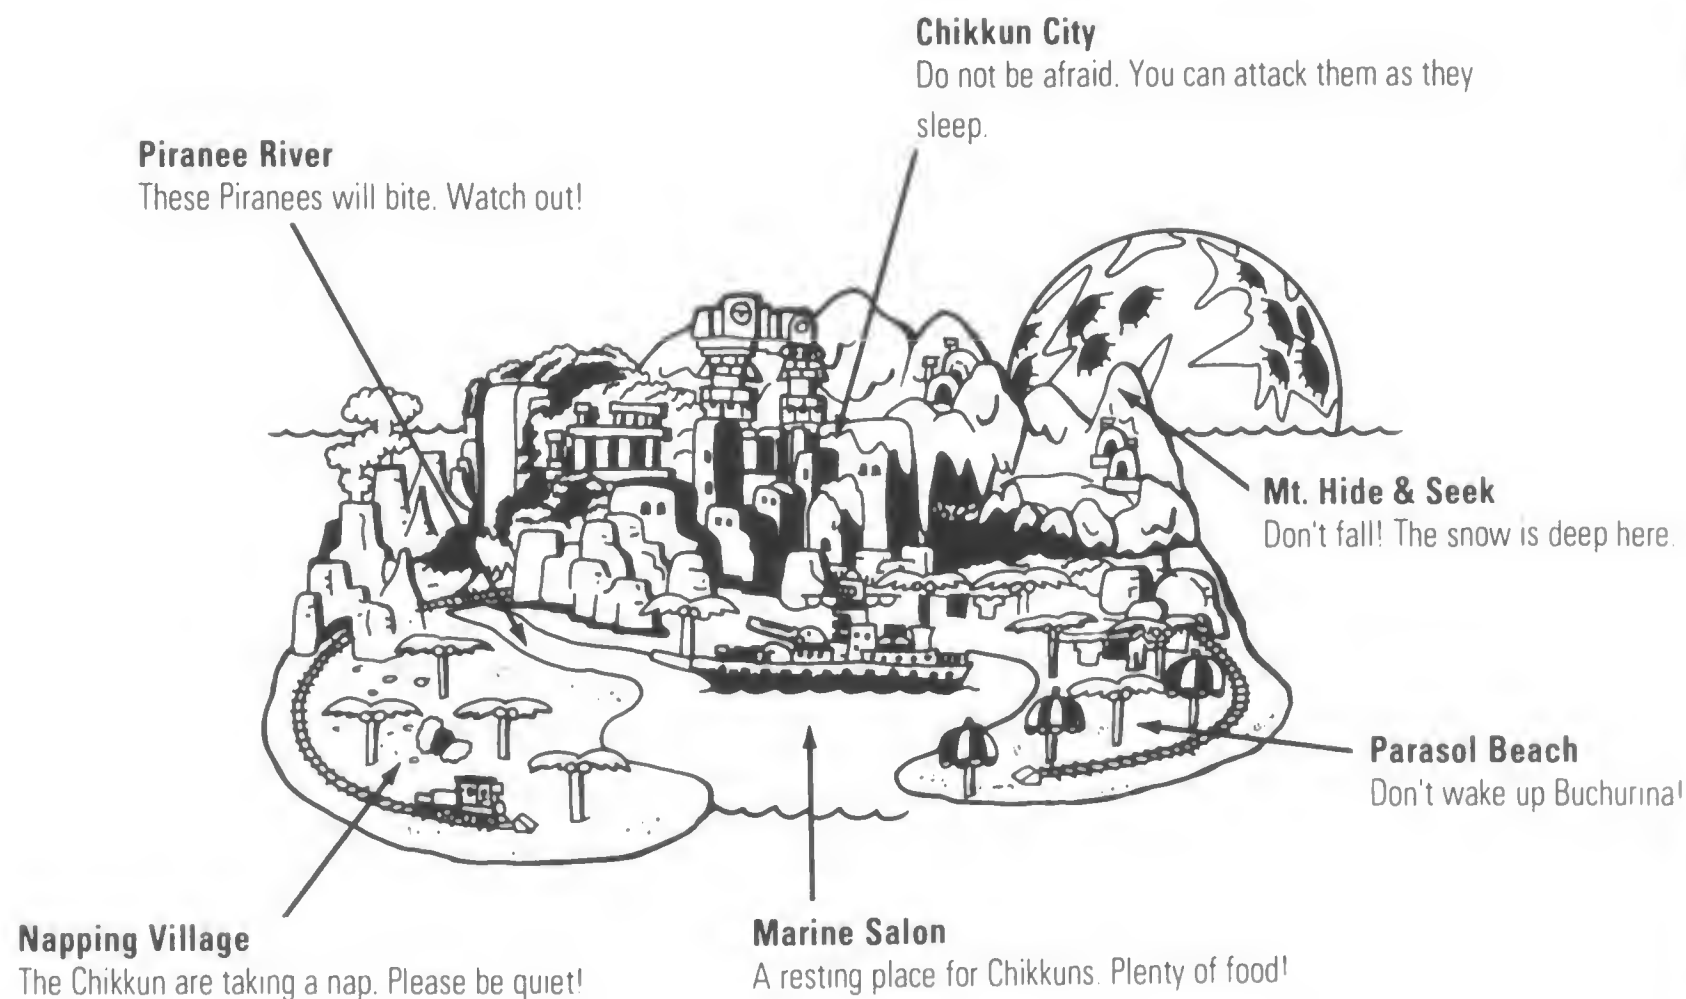 Chikkun City
Do not be afraid. You can attack them as they
sleep.
Piranee River
These Piranees will bite. Watch out!
Mt. Hide & Seek
Don't fall! The snow is deep here.
Parasol Beach
Don't wake up Buchurina!
Napping Village
The Chikkun are taking a nap. Please be quiet!
Marine Salon
A resting place for Chikkuns. Plenty of food!